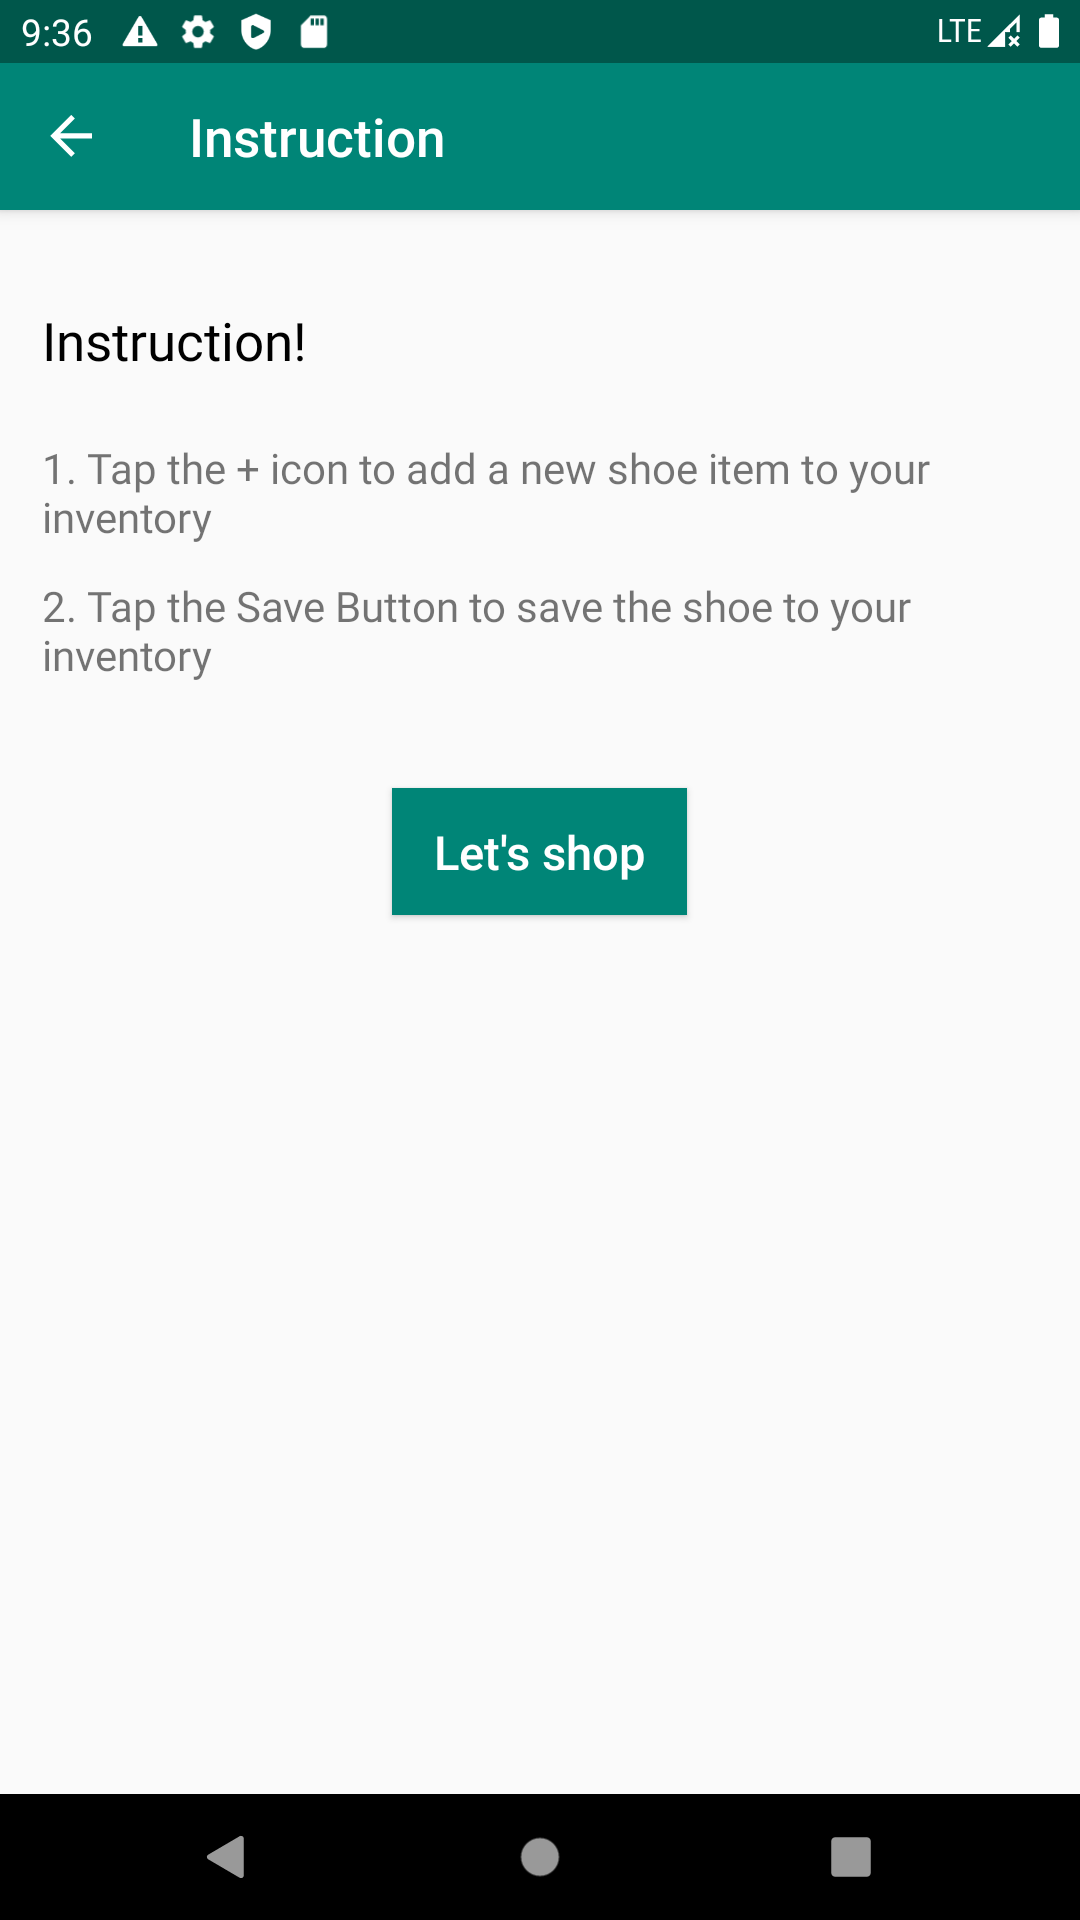 9:36 LTE
Instruction
Instruction!
1. Tap the + icon to add a new shoe item to your
inventory
2. Tap the Save Button to save the shoe to your
inventory
Let's shop